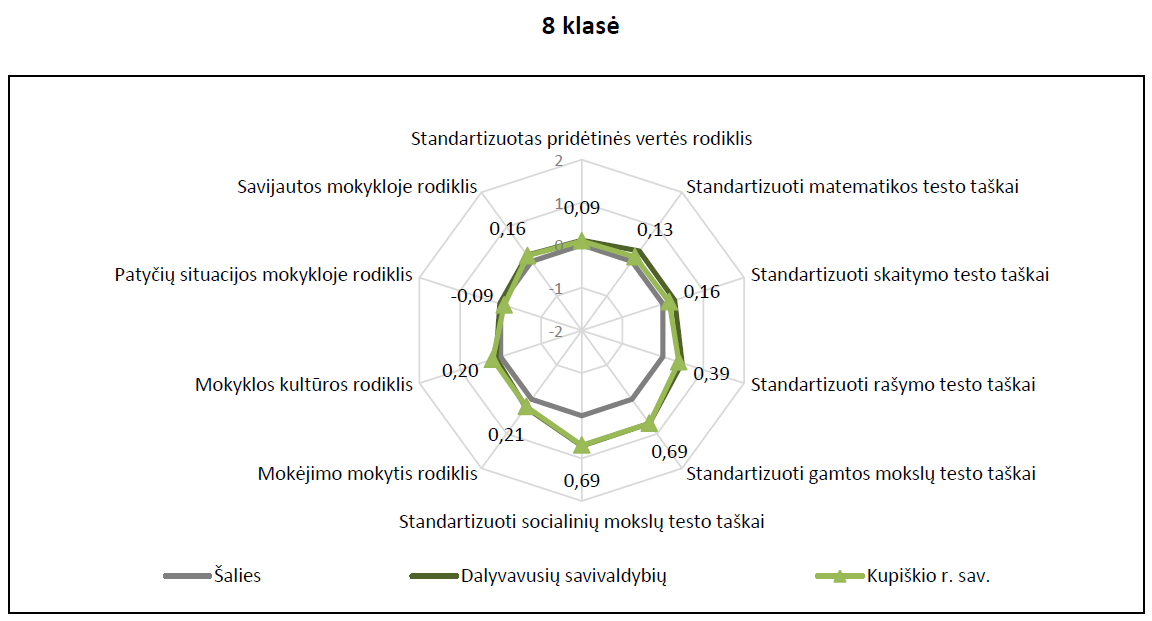 8 klasė
Standartizuotas pridėtinės vertės rodiklis
2
Savijautos mokykloje rodiklis
Standartizuoti matematikos testo taškai
1
0,09
0,16
0,13
0
Patyčių situacijos mokykloje rodiklis
Standartizuoti skaitymo testo taškai
-0,09
-1
0,16
-2
0,20
0,39
Mokyklos kultūros rodiklis
Standartizuoti rašymo testo taškai
0,21
0,69
Mokėjimo mokytis rodiklis
Standartizuoti gamtos mokslų testo taškai
0,69
Standartizuoti socialinių mokslų testo taškai
Šalies
Dalyvavusių savivaldybių
Kupiškio r. sav.